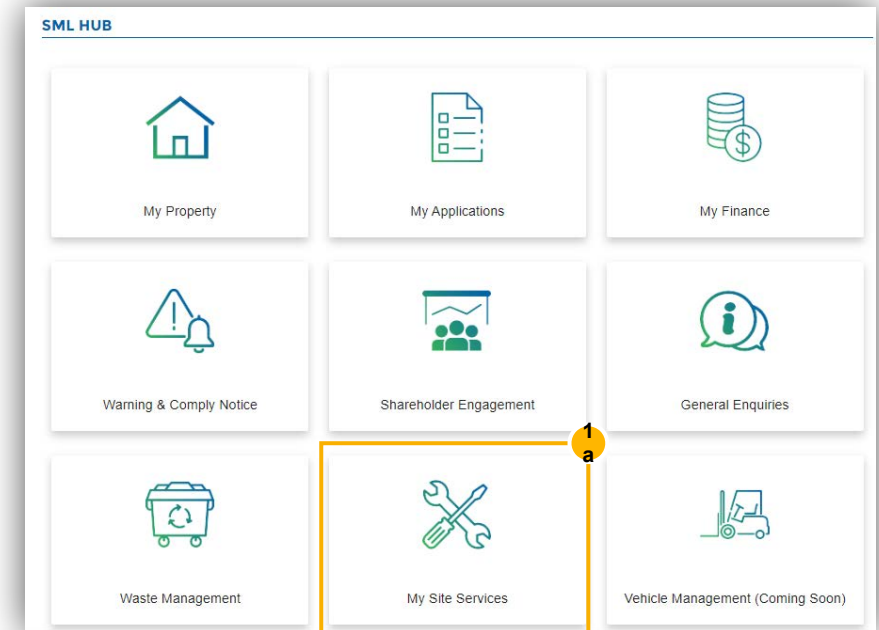 SML HUB
My Property
My Applications
My Finance
Warning & Comply Notice
Shareholder Engagement
General Enquiries
1
a
Waste Management
My Site Services
Vehicle Management (Coming Soon)